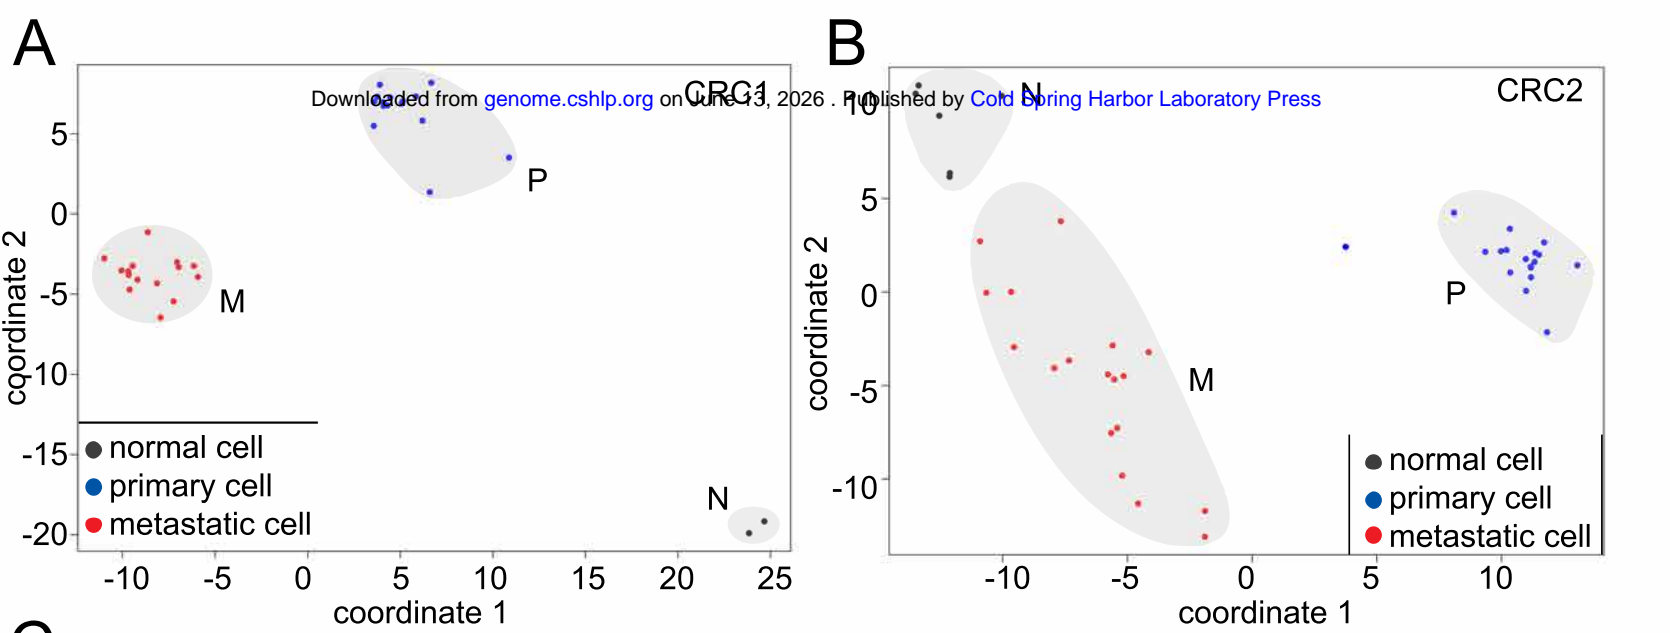 A
B
CRC1
CRC2
Downloaded from genome.cshlp.org on June 13, 2026 . Published by Cold Spring Harbor Laboratory Press
N
P
M
N
P
M
5
0
-5
-10
-15
-20
coordinate 2
normal cell
primary cell
metastatic cell
-10 -5 0 5 10 15 20 25
coordinate 1
10
5
0
-5
-10
coordinate 2
normal cell
primary cell
metastatic cell
-10 -5 0 5 10
coordinate 1